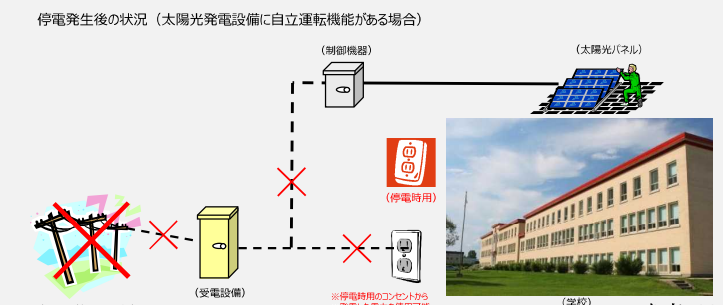 停電発生後の状況（太陽光発電設備に自立運転機能がある場合）
（制御機器）
（太陽光パネル）
（停電時用）
（受電設備）
※停電時用のコンセントから
（学校）